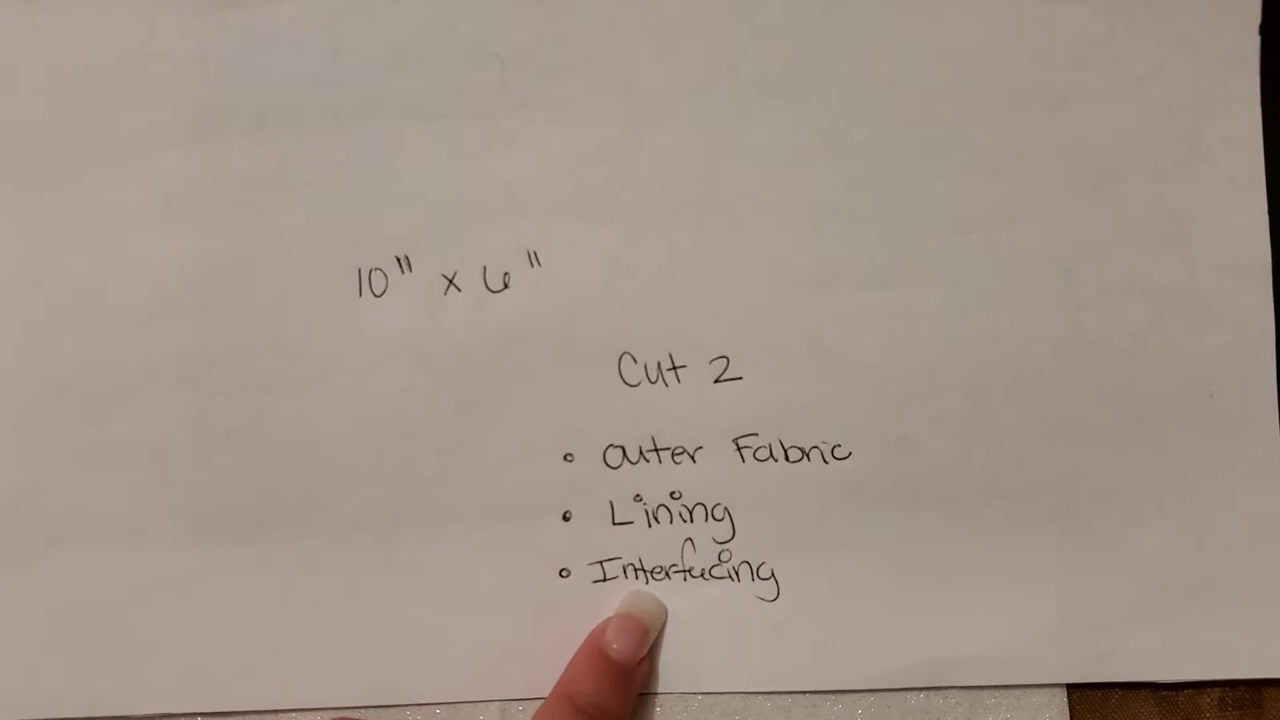 10" x 6"
Cut 2
• Outer Fabric
• Lining
• Interfacing